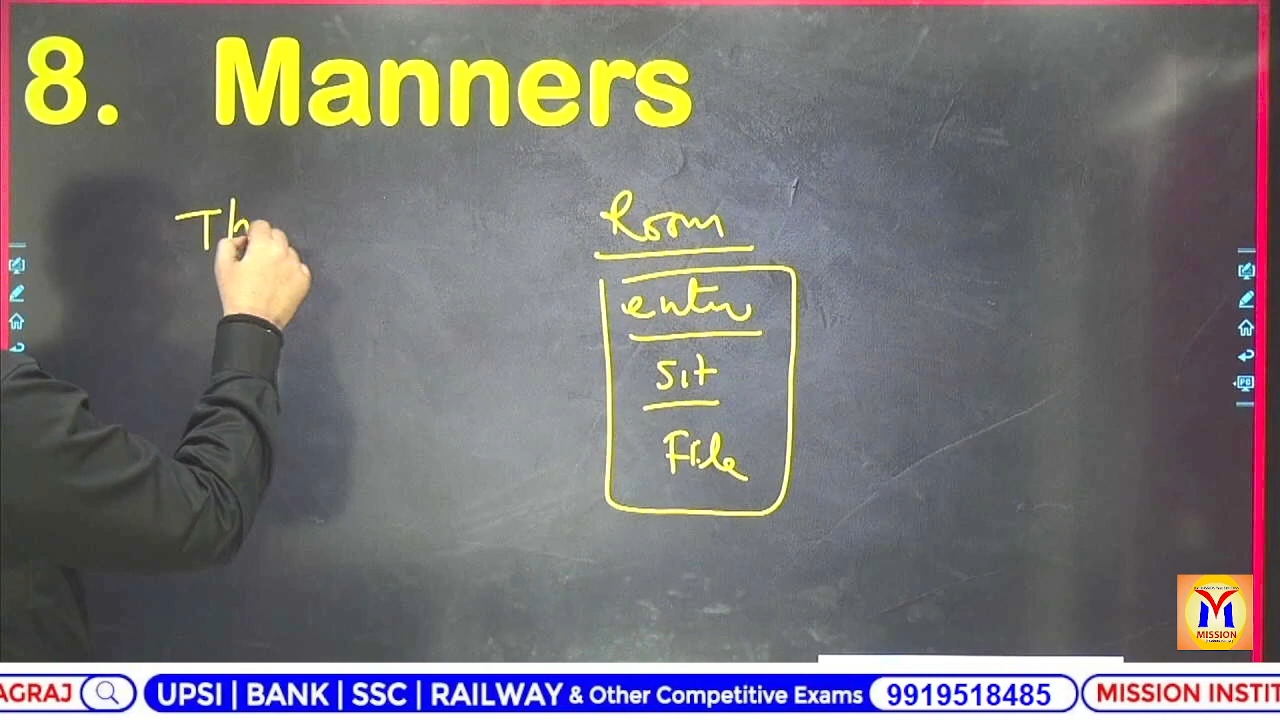 8. Manners
Th
Room
enter
sit
File
MISSION
AGRAJ
UPSI | BANK | SSC | RAILWAY & Other Competitive Exams 9919518485
MISSION INSTIT